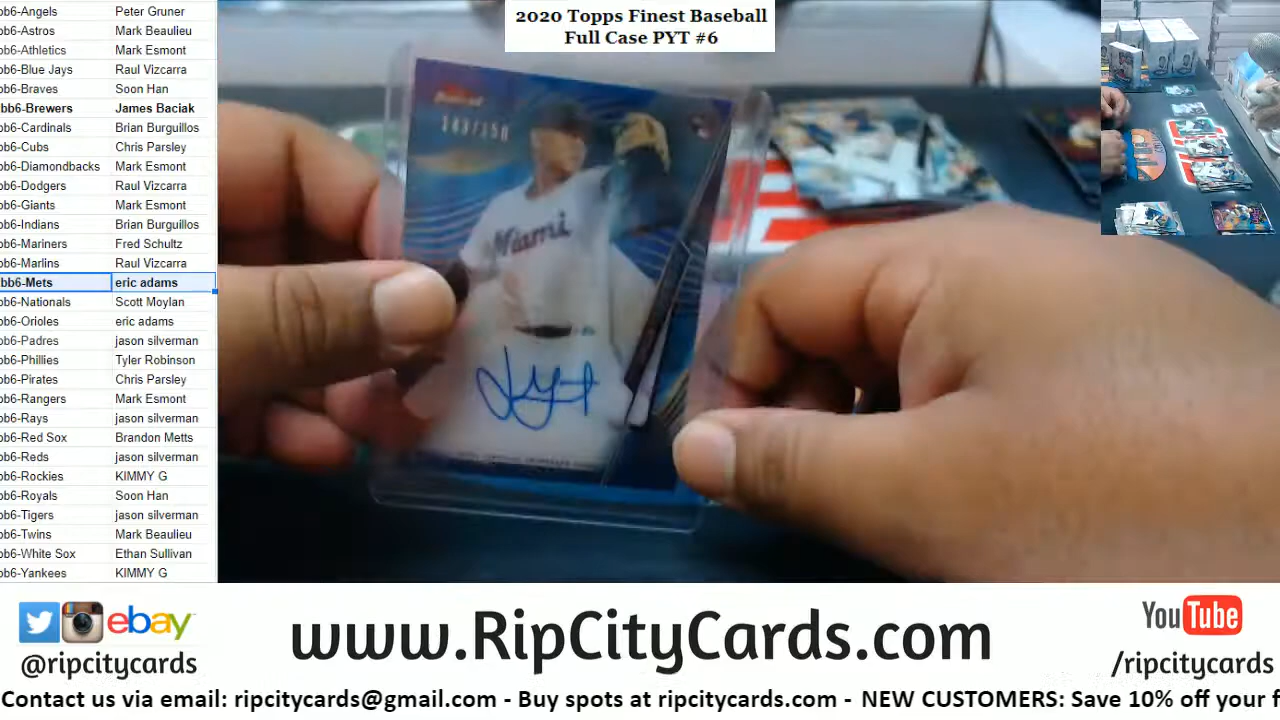 2020 Topps Finest Baseball
Full Case PYT #6
bb6-Angels Peter Gruner
bb6-Astros Mark Beaulieu
bb6-Athletics Mark Esmont
bb6-Blue Jays Raul Vizcarra
bb6-Braves Soon Han
bb6-Brewers James Baciak
bb6-Cardinals Brian Burguillos
bb6-Cubs Chris Parsley
bb6-Diamondbacks Mark Esmont
bb6-Dodgers Raul Vizcarra
bb6-Giants Mark Esmont
bb6-Indians Brian Burguillos
bb6-Mariners Fred Schultz
bb6-Marlins Raul Vizcarra
bb6-Mets eric adams
bb6-Nationals Scott Moylan
bb6-Orioles eric adams
bb6-Padres jason silverman
bb6-Phillies Tyler Robinson
bb6-Pirates Chris Parsley
bb6-Rangers Mark Esmont
bb6-Rays jason silverman
bb6-Red Sox Brandon Metts
bb6-Reds jason silverman
bb6-Rockies KIMMY G
bb6-Royals Soon Han
bb6-Tigers jason silverman
bb6-Twins Mark Beaulieu
bb6-White Sox Ethan Sullivan
bb6-Yankees KIMMY G
Miami
ebay
@ripcitycards
www.RipCityCards.com
YouTube
/ripcitycards
Contact us via email: ripcitycards@gmail.com - Buy spots at ripcitycards.com - NEW CUSTOMERS: Save 10% off your f